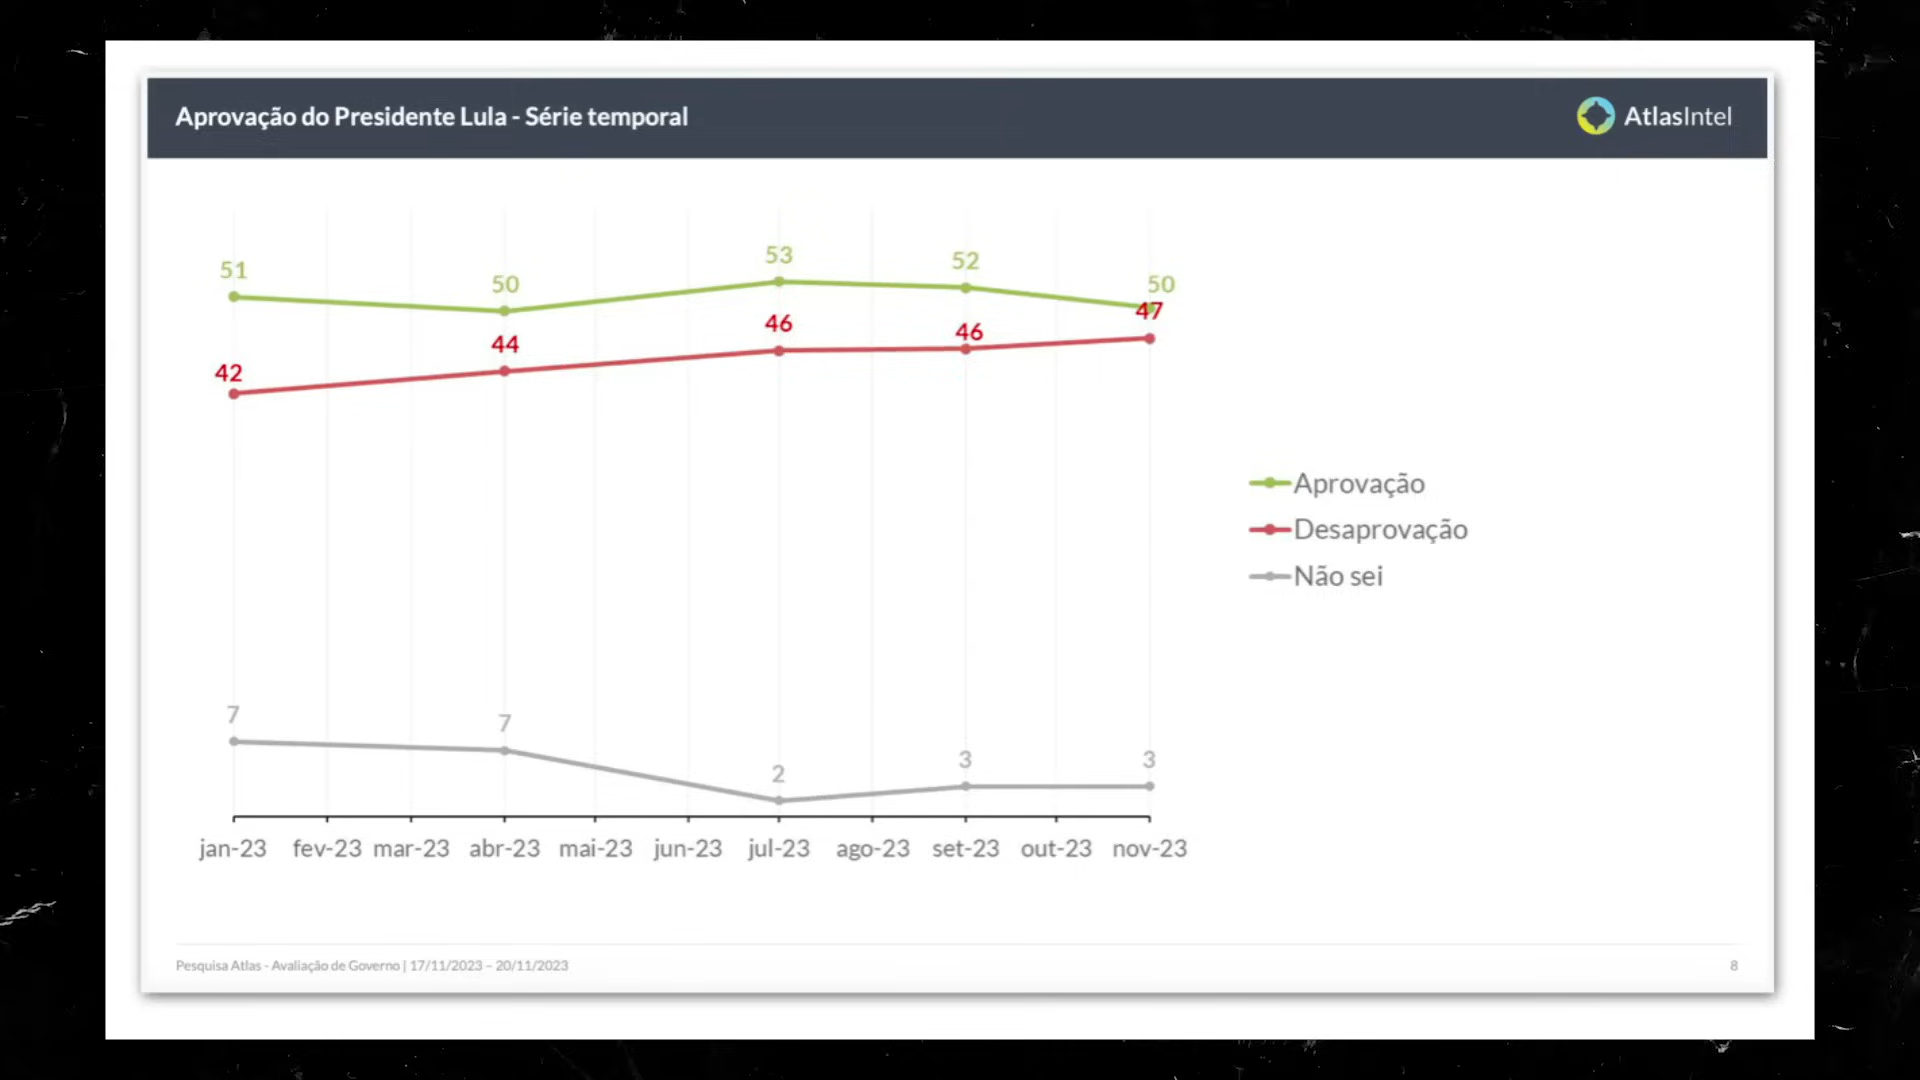 Aprovação do Presidente Lula - Série temporal
AtlasIntel
51
50
53
52
50
42
44
46
46
47
Aprovação
Desaprovação
Não sei
7
7
2
3
3
jan-23 fev-23 mar-23 abr-23 mai-23 jun-23 jul-23 ago-23 set-23 out-23 nov-23
Pesquisa Atlas - Avaliação de Governo | 17/11/2023 – 20/11/2023
8